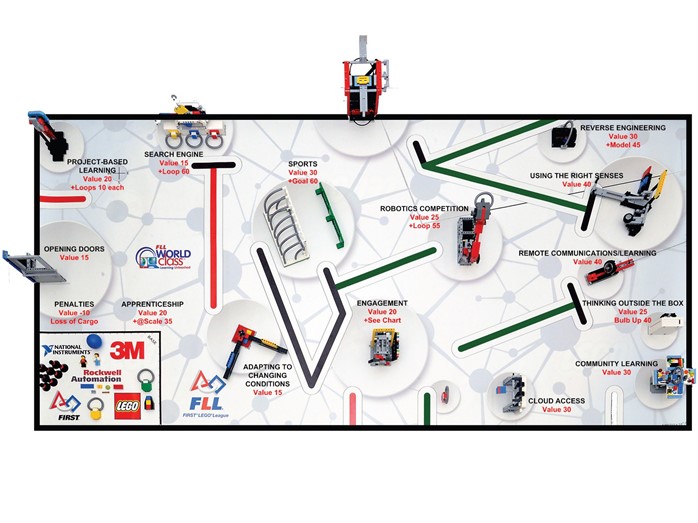 REVERSE ENGINEERING
Value 30
+Model 45
PROJECT-BASED
LEARNING
Value 20
+Loops 10 each
SEARCH ENGINE
Value 15
+Loop 60
SPORTS
Value 30
+Goal 60
USING THE RIGHT SENSES
Value 40
ROBOTICS COMPETITION
Value 25
+Loop 55
OPENING DOORS
Value 15
FLL
WORLD
CLASS
Learning Unleashed
REMOTE COMMUNICATIONS/LEARNING
Value 40
PENALTIES
Value -10
Loss of Cargo
APPRENTICESHIP
Value 20
+@Scale 35
ENGAGEMENT
Value 20
+See Chart
THINKING OUTSIDE THE BOX
Value 25
Bulb Up 40
NATIONAL
INSTRUMENTS
3M
BASE
Rockwell
Automation
FIRST
LEGO
ADAPTING TO
CHANGING
CONDITIONS
Value 15
FLL
FIRST LEGO League
COMMUNITY LEARNING
Value 30
CLOUD ACCESS
Value 30